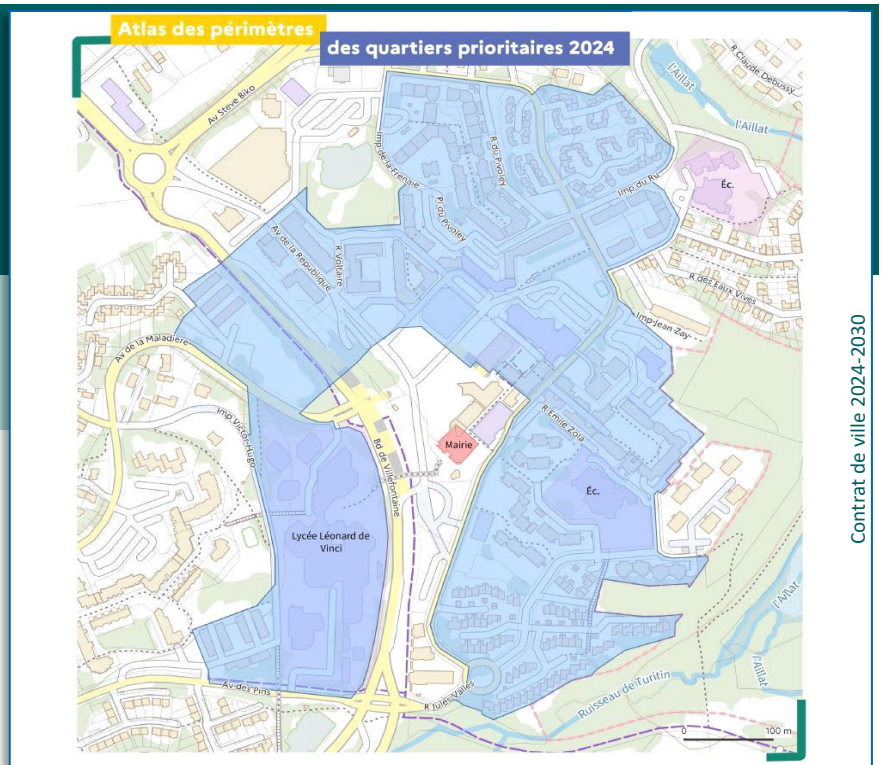 Atlas des périmètres
des quartiers prioritaires 2024
R Claude Debussy
l'Aillat
Av Steve Biko
l'Aillat
Imp de la Frenaie
R du Pivoley
Éc.
Imp du Ru
Pl du Pivoley
Av de la République
R Voltaire
R des Eaux Vives
Imp Jean Zay
Av de la Maladière
R Emile Zola
Imp Victor Hugo
Mairie
Bd de Villefontaine
Éc.
Lycée Léonard de
Vinci
l'Aillat
l'Aillat
Av des Pins
R Jules Valles
Ruisseau de Turitin
0 100 m
Contrat de ville 2024-2030